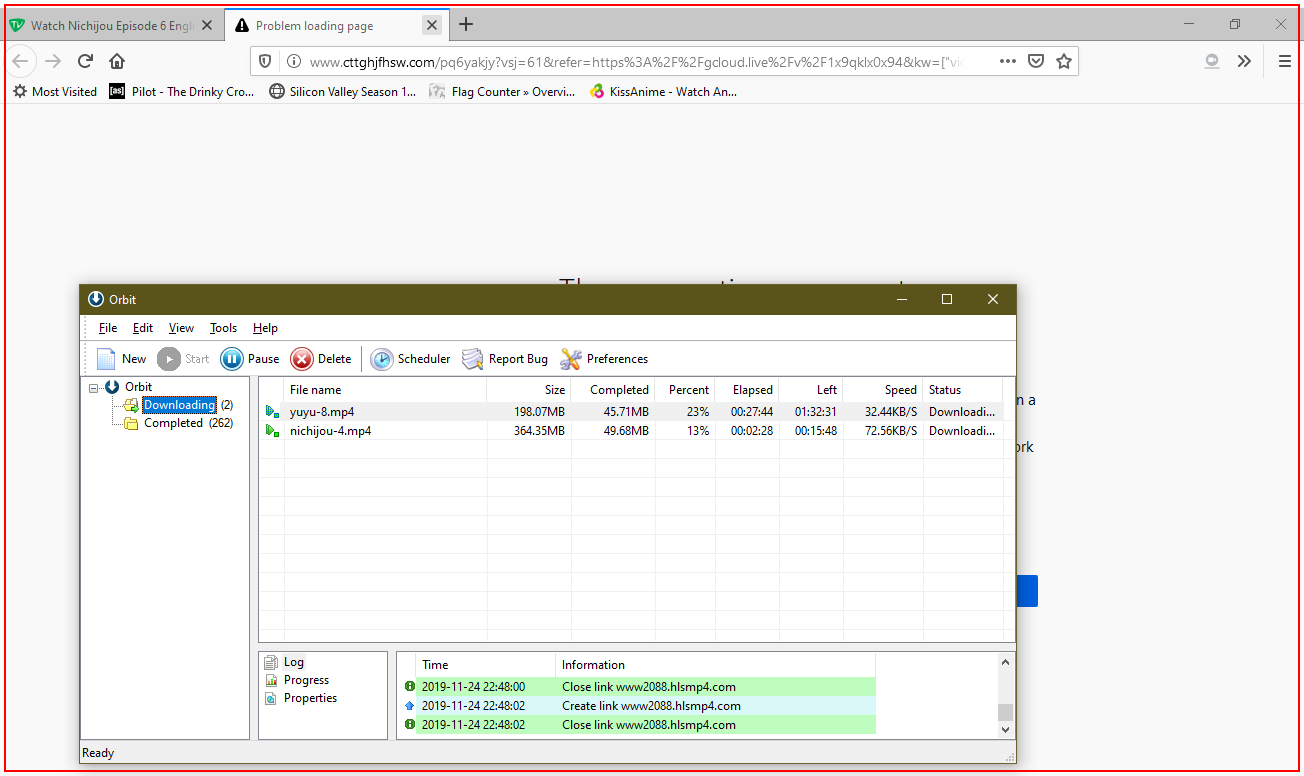 Watch Nichijou Episode 6 Engli
Problem loading page
www.cttghjfhsw.com/pq6yakjy?vsj=61&refer=https%3A%2F%2Fgcloud.live%2Fv%2F1x9qklx0x94&kw=["vi
Most Visited [as] Pilot - The Drinky Cro... Silicon Valley Season 1... Flag Counter » Overvi... KissAnime - Watch An...
Orbit
File Edit View Tools Help
New Start Pause Delete Scheduler Report Bug Preferences
Orbit
Downloading (2)
Completed (262)
File name Size Completed Percent Elapsed Left Speed Status
yuyu-8.mp4 198.07MB 45.71MB 23% 00:27:44 01:32:31 32.44KB/S Downloadi...
nichijou-4.mp4 364.35MB 49.68MB 13% 00:02:28 00:15:48 72.56KB/S Downloadi...
n a
ork
Log
Progress
Properties
Time Information
2019-11-24 22:48:00 Close link www2088.hlsmp4.com
2019-11-24 22:48:02 Create link www2088.hlsmp4.com
2019-11-24 22:48:02 Close link www2088.hlsmp4.com
Ready